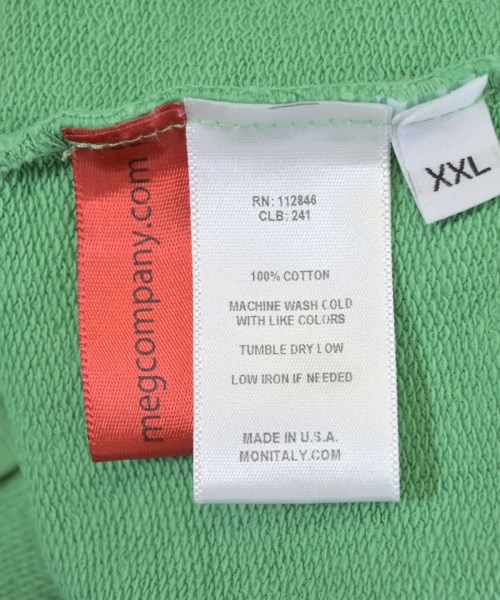 megcompany.com
RN: 112846
CLB: 241
100% COTTON
MACHINE WASH COLD
WITH LIKE COLORS
TUMBLE DRY LOW
LOW IRON IF NEEDED
MADE IN U.S.A.
MONITALY.COM
XXL